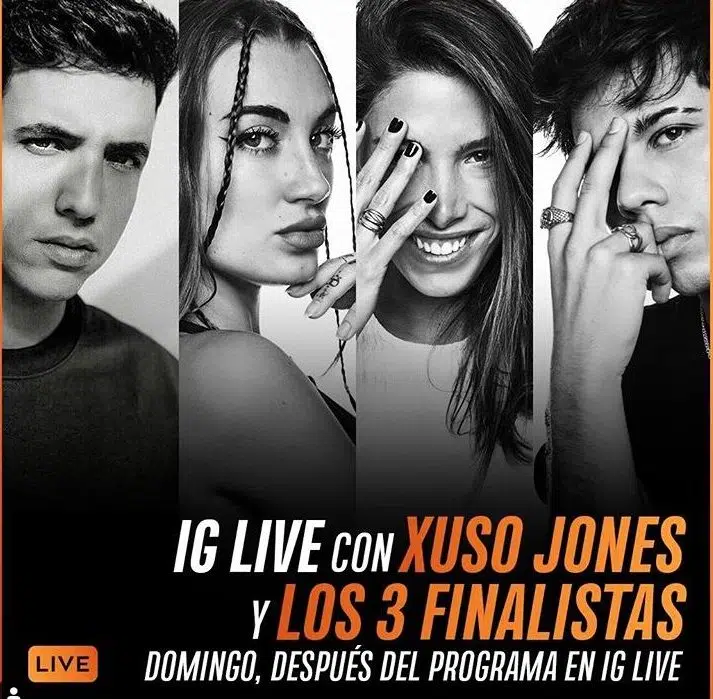 IG LIVE CON XUSO JONES
Y LOS 3 FINALISTAS
LIVE
DOMINGO, DESPUÉS DEL PROGRAMA EN IG LIVE